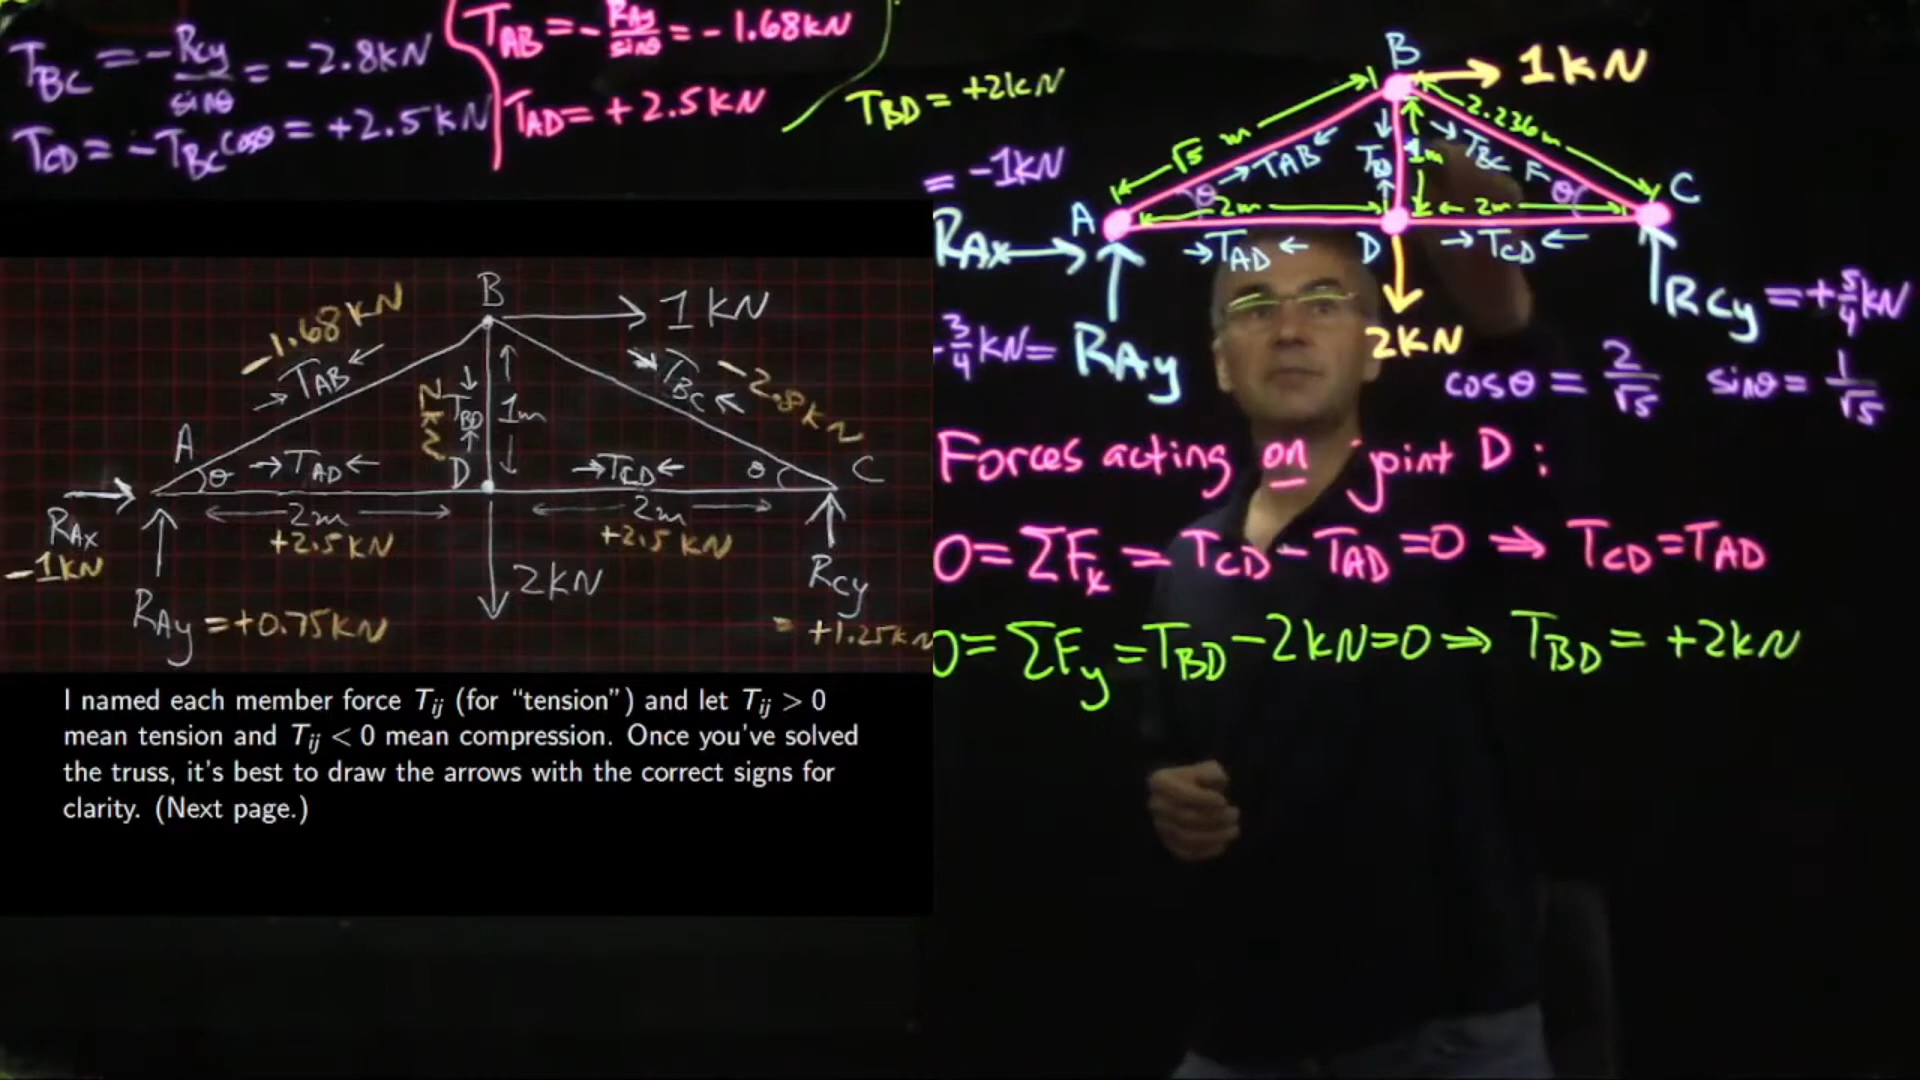 T_BC = -R_Cy/sinθ = -2.8kN
T_CD = -T_BC cosθ = +2.5kN
T_AB = -R_Ay/sinθ = -1.68kN
T_AD = +2.5kN
T_BD = +2kN
B
1kN
√5 m
2.236m
T_AB
T_BD
1m
T_BC
F
= -1kN
θ
θ
C
A
2m
2m
R_Ax
T_AD
D
T_CD
R_Cy = +5/4 kN
3/4 kN = R_Ay
2KN
cosθ = 2/√5 sinθ = 1/√5
Forces acting on joint D:
0 = ΣF_x = T_CD - T_AD = 0 ⇒ T_CD = T_AD
0 = ΣF_y = T_BD - 2kN = 0 ⇒ T_BD = +2kN
B
1 kN
-1.68kN
T_AB
2kN
T_BD
1m
T_BC
-2.8kN
A
θ
T_AD
D
T_CD
θ
C
R_Ax
-1kN
2m
+2.5kN
2m
+2.5kN
2kN
R_Ay = +0.75kN
R_Cy
= +1.25kN
I named each member force T_ij (for “tension”) and let T_ij > 0
mean tension and T_ij < 0 mean compression. Once you've solved
the truss, it's best to draw the arrows with the correct signs for
clarity. (Next page.)